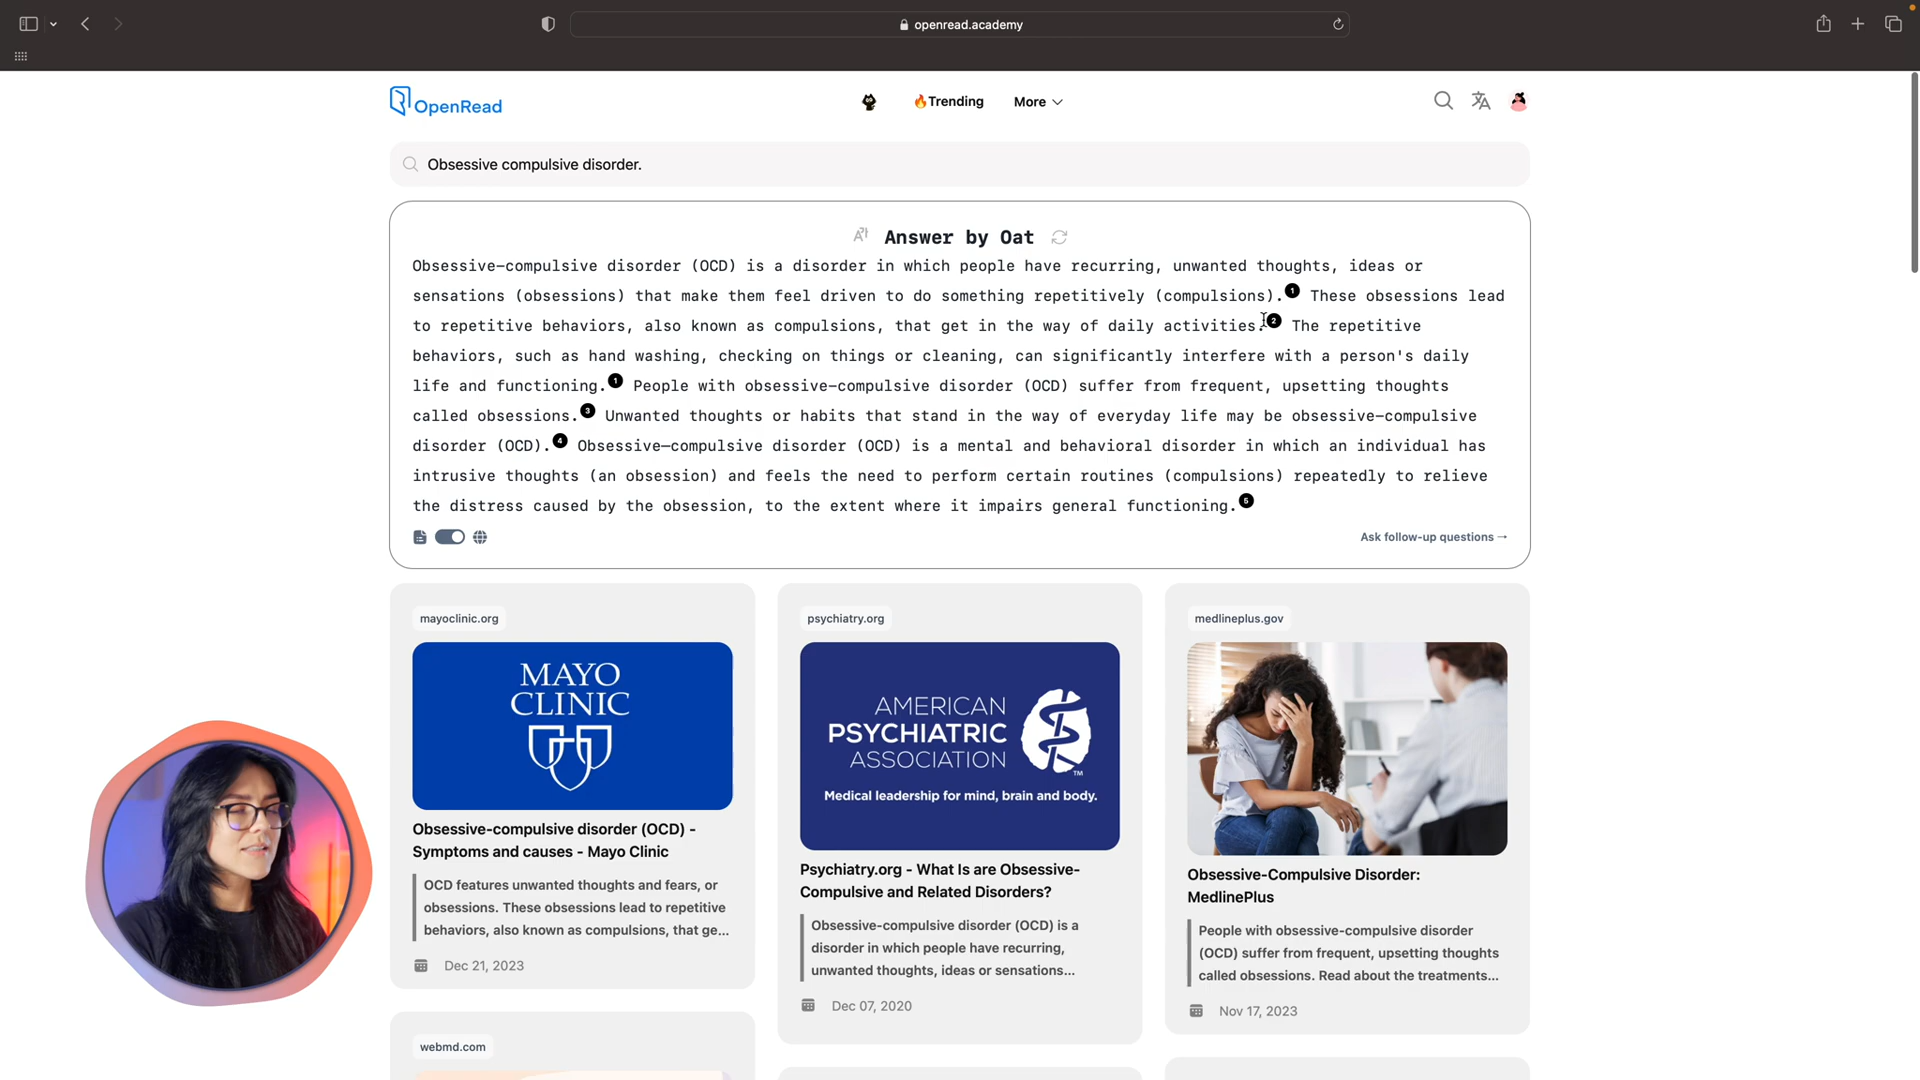 openread.academy
OpenRead
🔥Trending
More
Obsessive compulsive disorder.
Answer by Oat
Obsessive-compulsive disorder (OCD) is a disorder in which people have recurring, unwanted thoughts, ideas or
sensations (obsessions) that make them feel driven to do something repetitively (compulsions).1 These obsessions lead
to repetitive behaviors, also known as compulsions, that get in the way of daily activities.2 The repetitive
behaviors, such as hand washing, checking on things or cleaning, can significantly interfere with a person's daily
life and functioning.1 People with obsessive-compulsive disorder (OCD) suffer from frequent, upsetting thoughts
called obsessions.3 Unwanted thoughts or habits that stand in the way of everyday life may be obsessive-compulsive
disorder (OCD).4 Obsessive-compulsive disorder (OCD) is a mental and behavioral disorder in which an individual has
intrusive thoughts (an obsession) and feels the need to perform certain routines (compulsions) repeatedly to relieve
the distress caused by the obsession, to the extent where it impairs general functioning.5
Ask follow-up questions →
mayoclinic.org
MAYO
CLINIC
Obsessive-compulsive disorder (OCD) -
Symptoms and causes - Mayo Clinic
OCD features unwanted thoughts and fears, or
obsessions. These obsessions lead to repetitive
behaviors, also known as compulsions, that ge...
Dec 21, 2023
psychiatry.org
AMERICAN
PSYCHIATRIC
ASSOCIATION
TM
Medical leadership for mind, brain and body.
Psychiatry.org - What Is are Obsessive-
Compulsive and Related Disorders?
Obsessive-compulsive disorder (OCD) is a
disorder in which people have recurring,
unwanted thoughts, ideas or sensations...
Dec 07, 2020
medlineplus.gov
Obsessive-Compulsive Disorder:
MedlinePlus
People with obsessive-compulsive disorder
(OCD) suffer from frequent, upsetting thoughts
called obsessions. Read about the treatments...
Nov 17, 2023
webmd.com